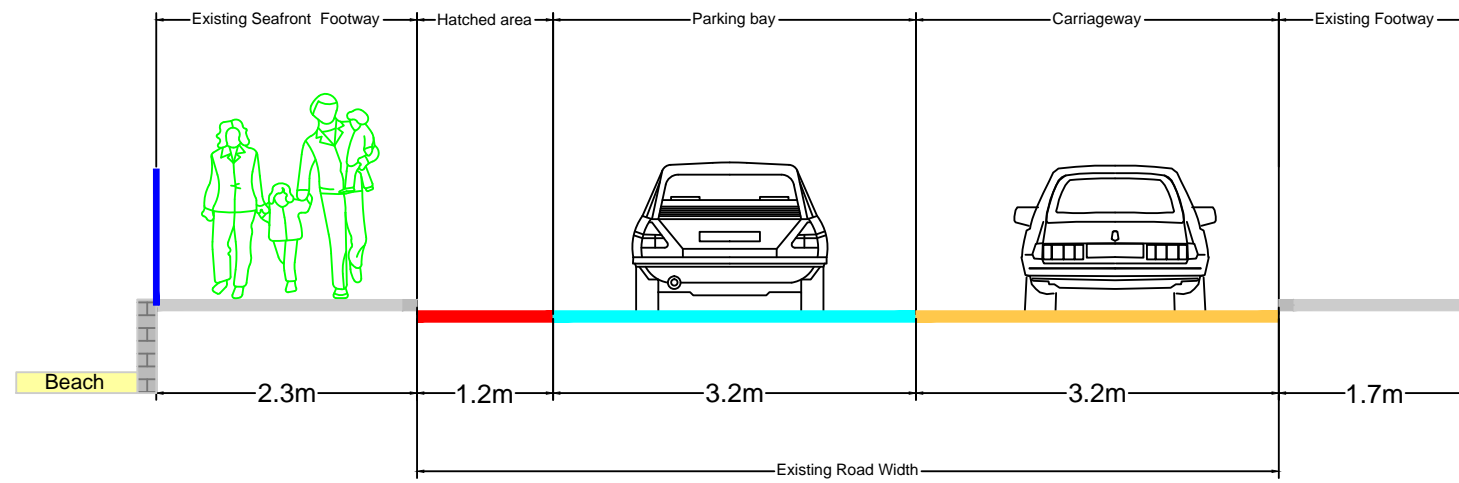 Existing Seafront Footway
Hatched area
Parking bay
Carriageway
Existing Footway
Beach
2.3m
1.2m
3.2m
3.2m
1.7m
Existing Road Width